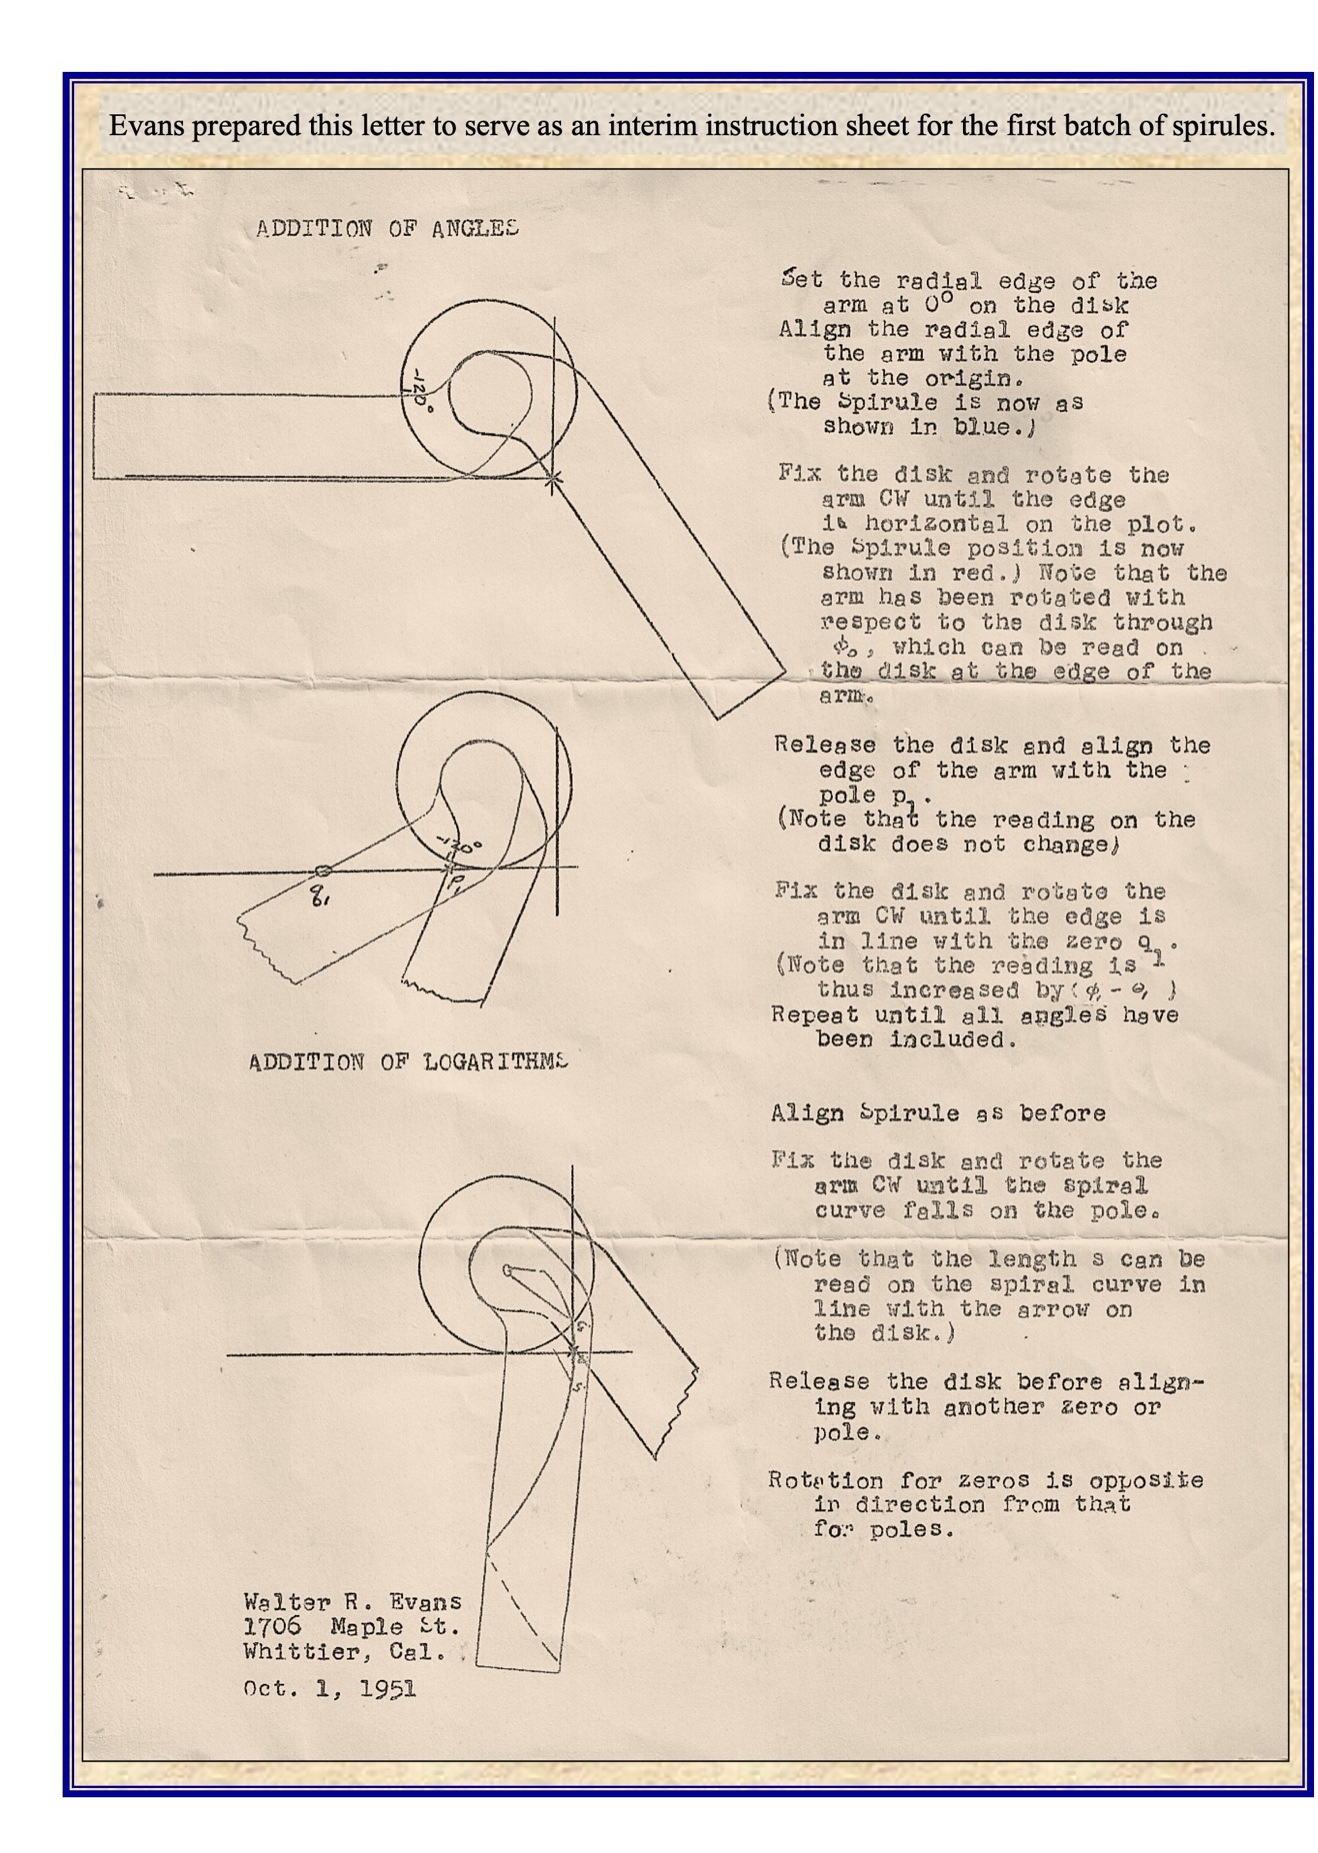 Evans prepared this letter to serve as an interim instruction sheet for the first batch of spirules.
ADDITION OF ANGLES
Set the radial edge of the
arm at 0° on the disk
Align the radial edge of
the arm with the pole
at the origin.
(The Spirule is now as
shown in blue.)
-120°
Fix the disk and rotate the
arm CW until the edge
is horizontal on the plot.
(The Spirule position is now
shown in red.) Note that the
arm has been rotated with
respect to the disk through
ϕ₀, which can be read on
the disk at the edge of the
arm.
Release the disk and align the
edge of the arm with the
pole p₁.
(Note that the reading on the
disk does not change)
-120°
q₁
P₁
Fix the disk and rotate the
arm CW until the edge is
in line with the zero q₁.
(Note that the reading is
thus increased by (ϕ₁ - θ₁)
Repeat until all angles have
been included.
ADDITION OF LOGARITHMS
Align Spirule as before
Fix the disk and rotate the
arm CW until the spiral
curve falls on the pole.
(Note that the length s can be
read on the spiral curve in
line with the arrow on
the disk.)
Release the disk before align-
ing with another zero or
pole.
Rotation for zeros is opposite
in direction from that
for poles.
Walter R. Evans
1706 Maple St.
Whittier, Cal.
Oct. 1, 1951